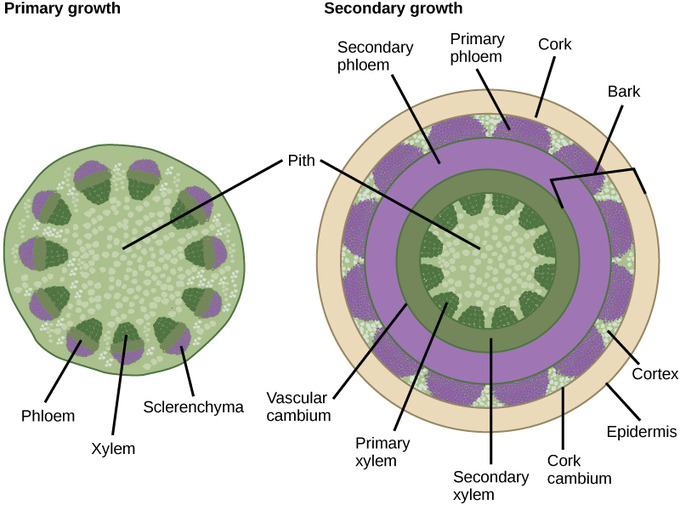 Primary growth
Secondary growth
Secondary
phloem
Primary
phloem
Cork
Bark
Pith
Phloem
Xylem
Sclerenchyma
Vascular
cambium
Primary
xylem
Secondary
xylem
Cork
cambium
Epidermis
Cortex